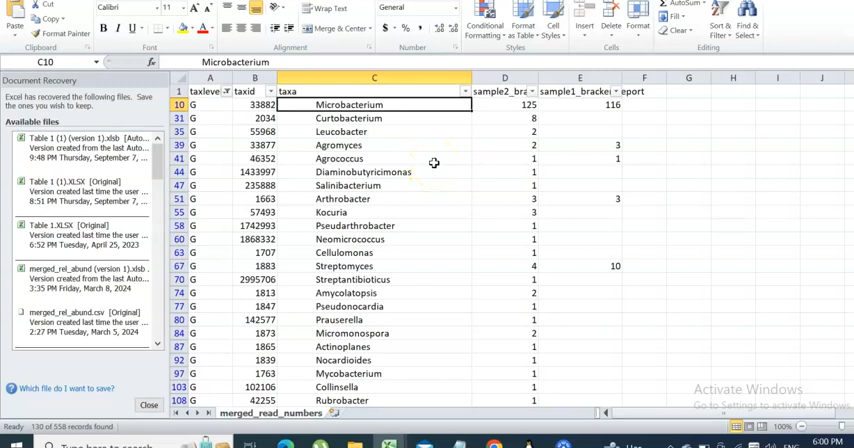 Cut
Copy
Paste
Format Painter
Clipboard
Calibri
11
A A
B I U
A
Font
Wrap Text
Merge & Center
Alignment
General
$ % ,
Number
Conditional Formatting
Format as Table
Cell Styles
Styles
Insert
Delete
Format
Cells
AutoSum
Fill
Clear
Sort & Filter
Find & Select
Editing
C10
fx
Microbacterium
Document Recovery
Excel has recovered the following files. Save
the ones you wish to keep.
Available files
Table 1 (1) (version 1).xlsb [Auto...
Version created from the Auto...
9:48 PM Thursday, September 7, ...
Table 1 (1).XLSX [Original]
Version created last time the user ...
8:51 PM Thursday, September 7, ...
Table 1.XLSX [Original]
Version created last time the user ...
6:52 PM Tuesday, April 25, 2023
merged_rel_abund (version 1).xlsb ...
Version created from the Auto...
3:35 PM Friday, March 8, 2024
merged_rel_abund.csv [Original]
Version created last time the user ...
2:27 PM Tuesday, March 5, 2024
Which file do I want to save?
Close
A B C D E F G H I J
1 taxleve taxid taxa sample2_bra sample1_bracken report
10 G 33882 Microbacterium 125 116
31 G 2034 Curtobacterium 8
35 G 55968 Leucobacter 2
39 G 33877 Agromyces 2 3
41 G 46352 Agrococcus 1 1
44 G 1433997 Diaminobutyricimonas 1
47 G 235888 Salinibacterium 1
51 G 1663 Arthrobacter 3 3
55 G 57493 Kocuria 3
58 G 1742993 Pseudarthrobacter 1
60 G 1868332 Neomicrococcus 1
63 G 1707 Cellulomonas 1
67 G 1883 Streptomyces 4 10
70 G 2995706 Streptantibioticus 1
74 G 1813 Amycolatopsis 2
77 G 1847 Pseudonocardia 1
80 G 142577 Prauserella 1
84 G 1873 Micromonospora 2
87 G 1865 Actinoplanes 1
92 G 1839 Nocardioides 1
97 G 1763 Mycobacterium 1
103 G 102106 Collinsella 1
108 G 42255 Rubrobacter 1
Activate Windows
Go to Settings to activate Windows.
merged_read_numbers
Ready
130 of 558 records found
100%
Type here to search
6:00 PM